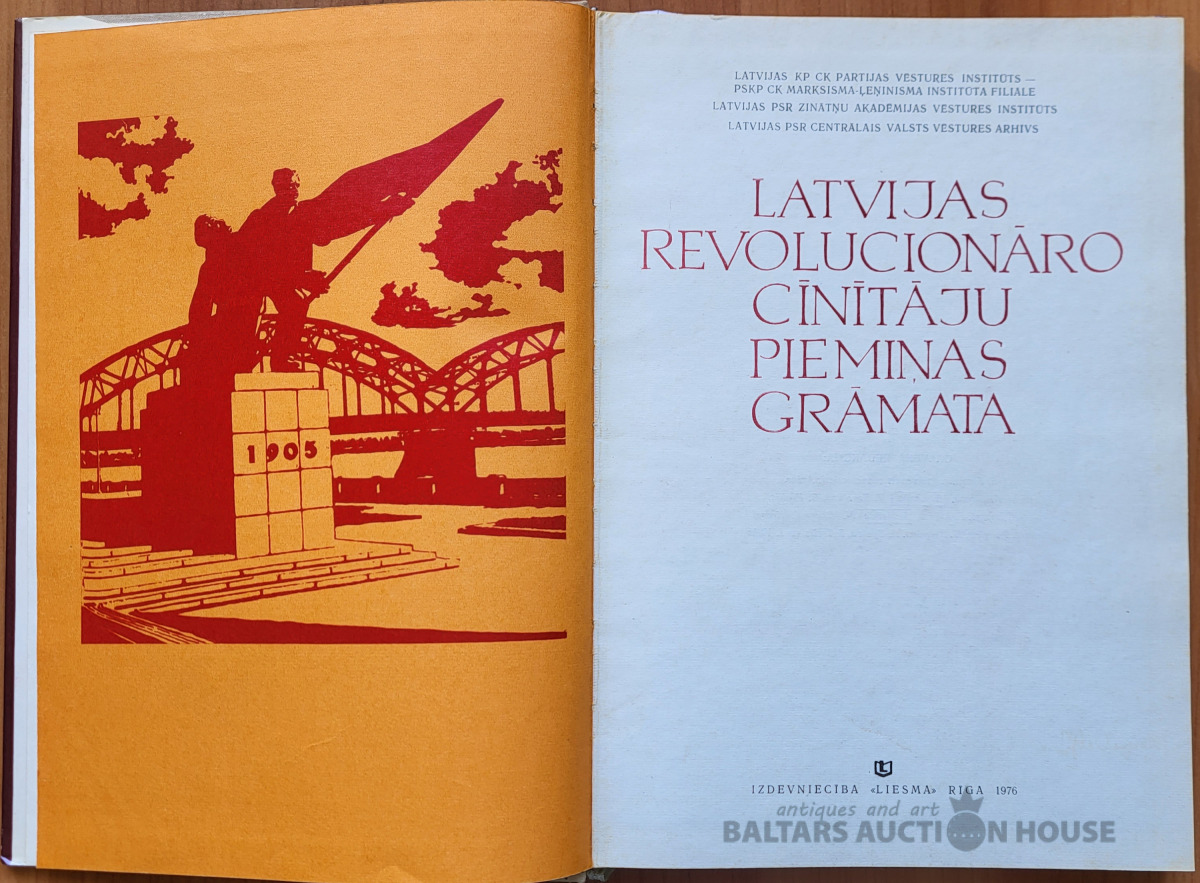 1905
LATVIJAS KP CK PARTIJAS VĒSTURES INSTITŪTS —
PSKP CK MARKSISMA-ĻEŅINISMA INSTITŪTA FILIĀLE
LATVIJAS PSR ZINĀTŅU AKADĒMIJAS VĒSTURES INSTITŪTS
LATVIJAS PSR CENTRĀLAIS VALSTS VĒSTURES ARHĪVS
LATVIJAS
REVOLUCIONĀRO
CĪNĪTĀJU
PIEMIŅAS
GRĀMATA
IZDEVNIECĪBA «LIESMA» RĪGA 1976
antiques and art
BALTARS AUCTION HOUSE